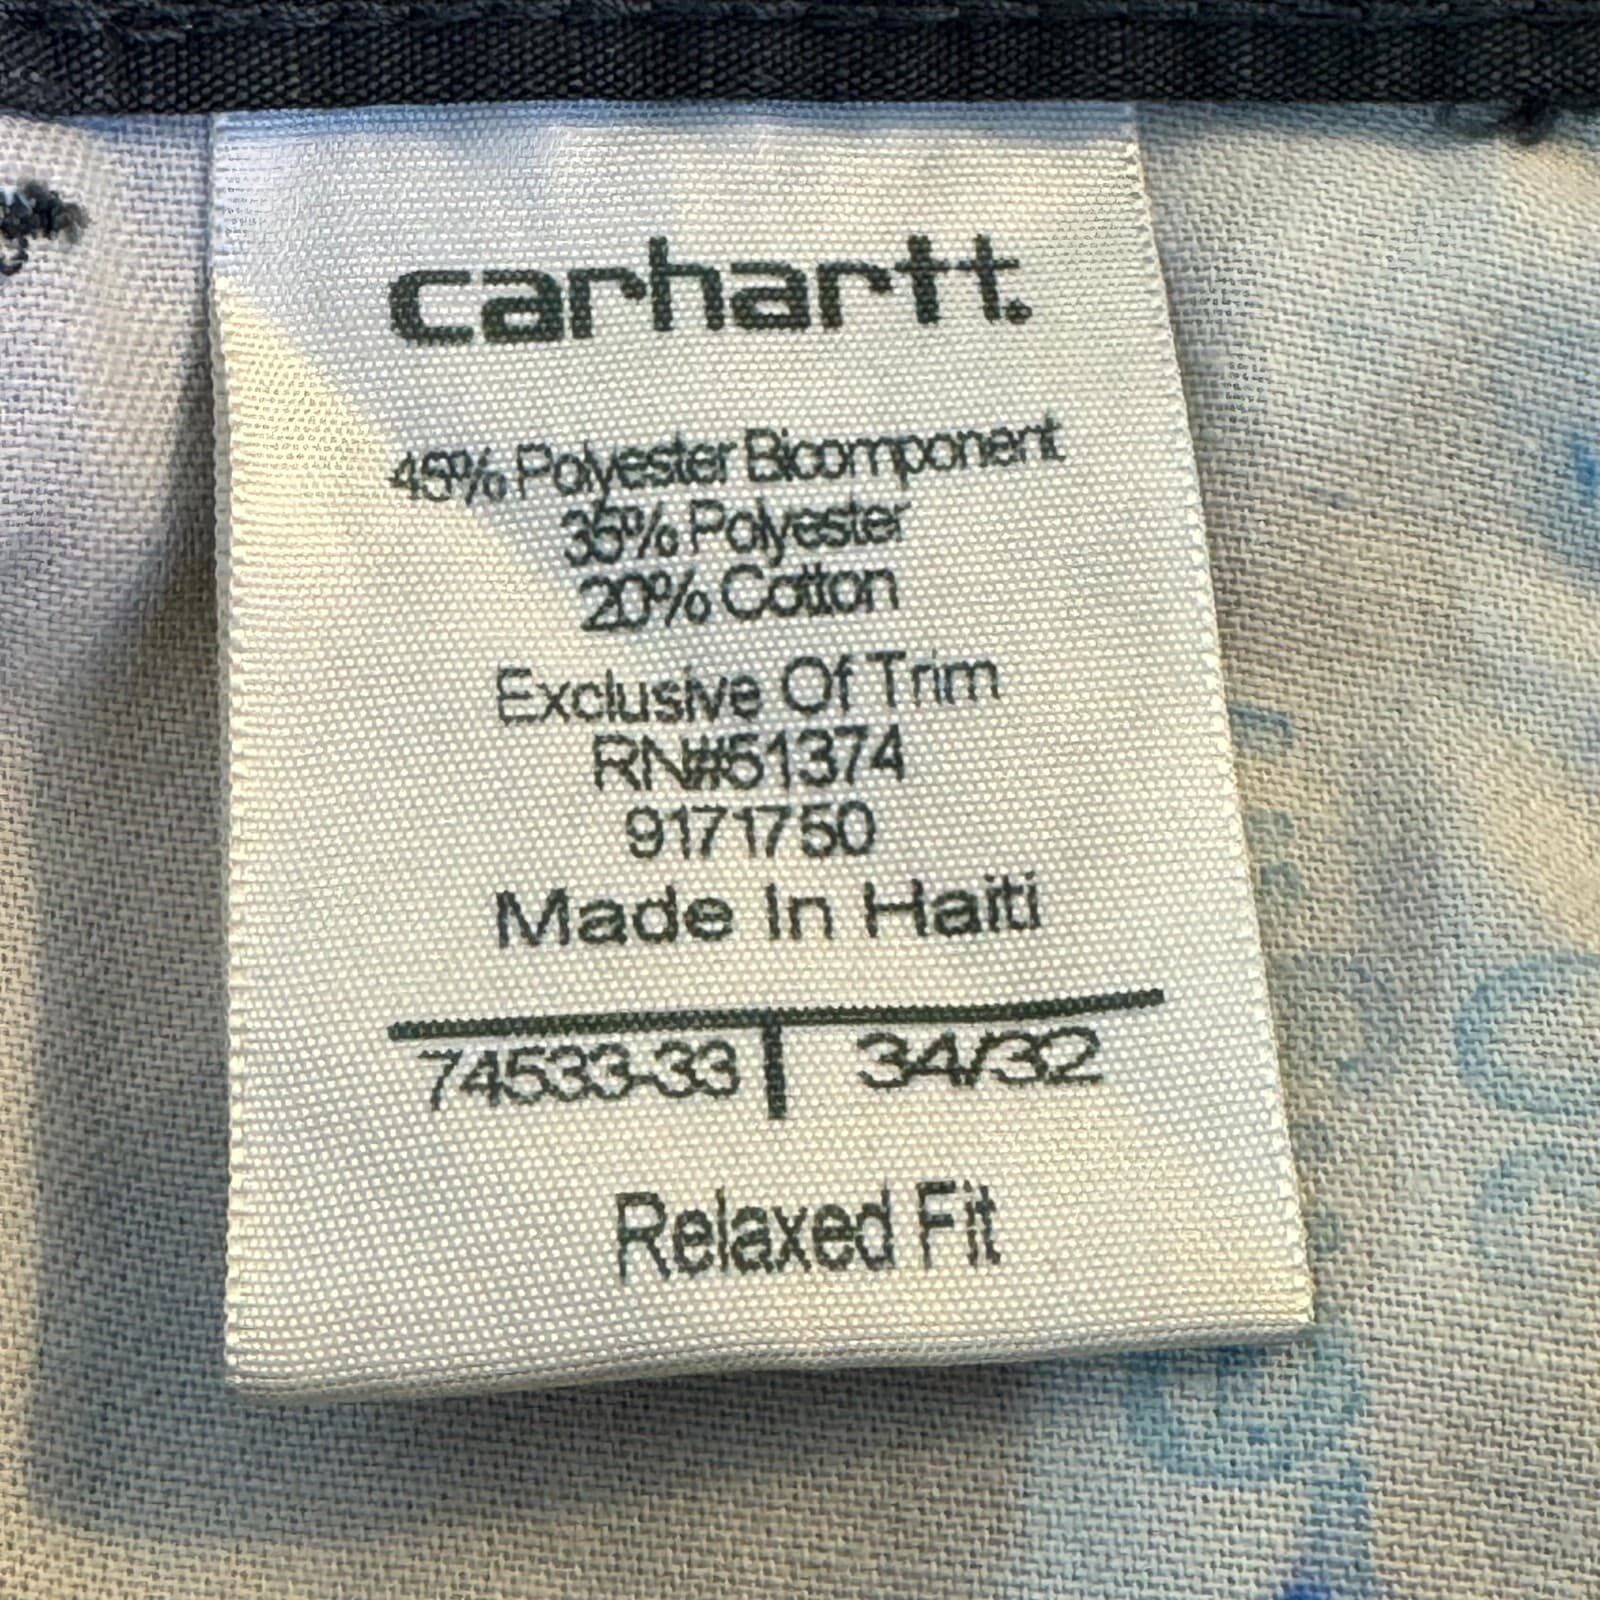 carhartt.
45% Polyester Bicomponent
35% Polyester
20% Cotton
Exclusive Of Trim
RN#51374
9171750
Made In Haiti
74533-33 34/32
Relaxed Fit